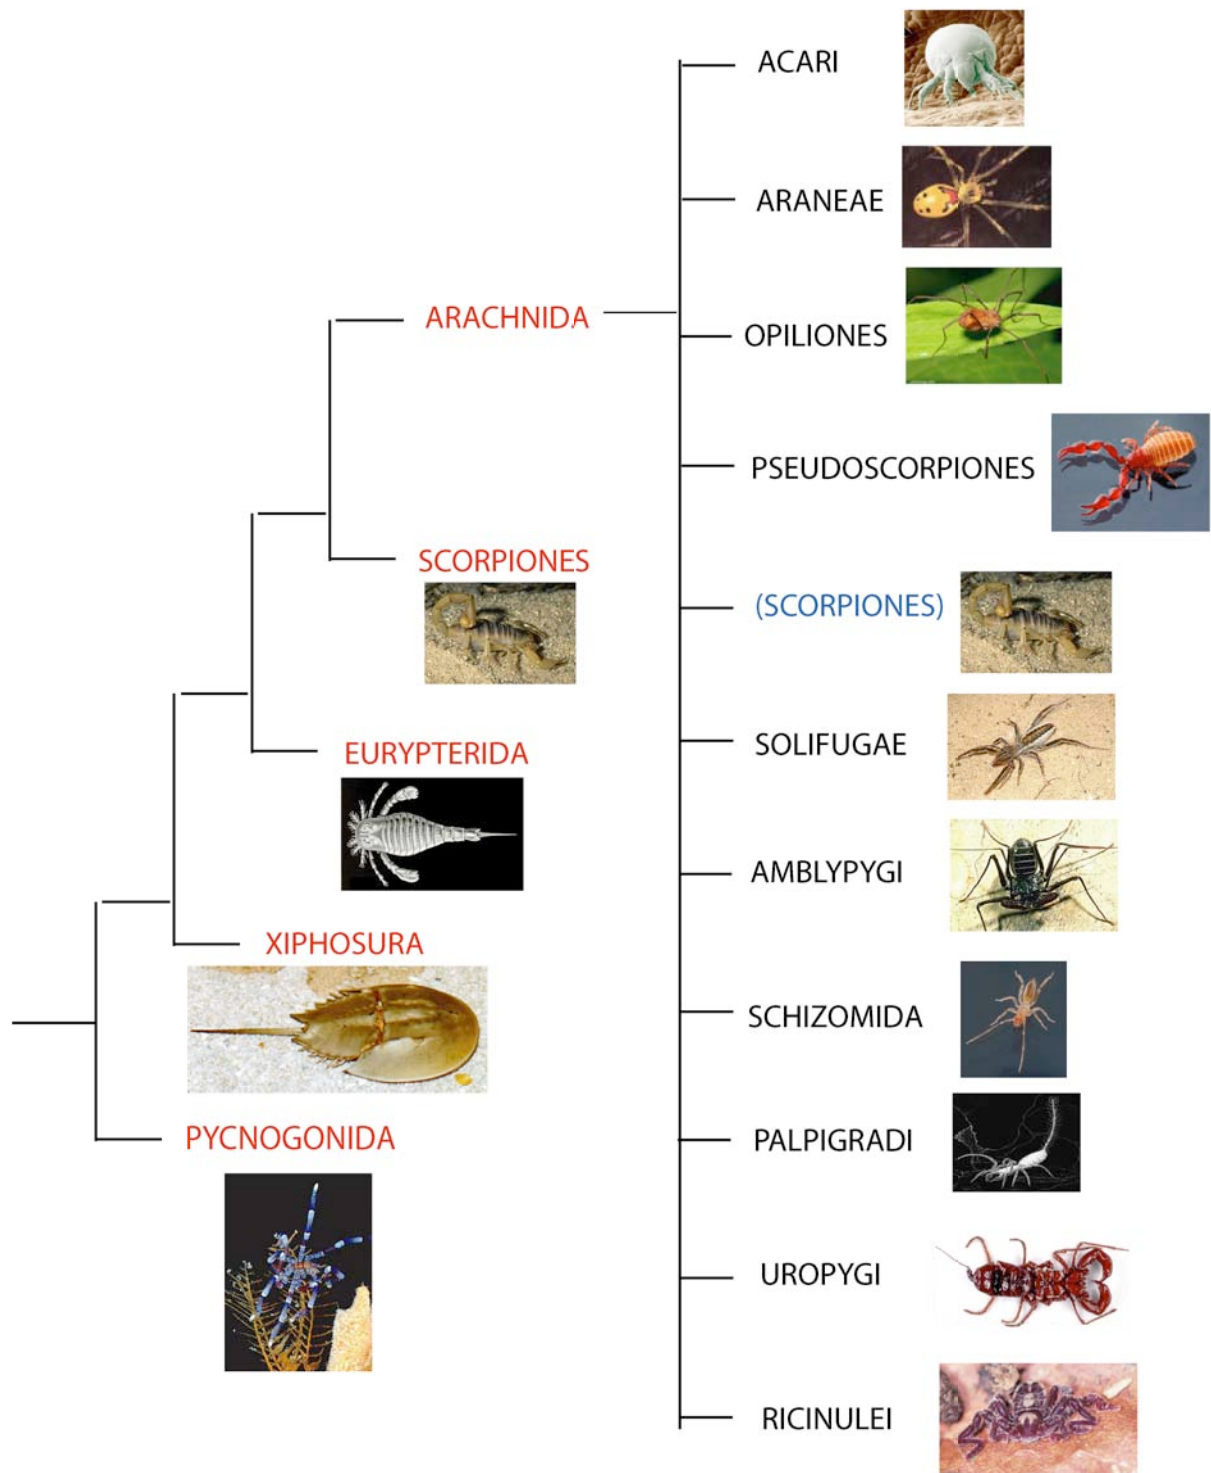 ACARI
ARANEAE
ARACHNIDA
OPILIONES
PSEUDOSCORPIONES
SCORPIONES
(SCORPIONES)
EURYPTERIDA
SOLIFUGAE
AMBLYPYGI
XIPHOSURA
SCHIZOMIDA
PYCNOGONIDA
PALPIGRADI
UROPYGI
RICINULEI